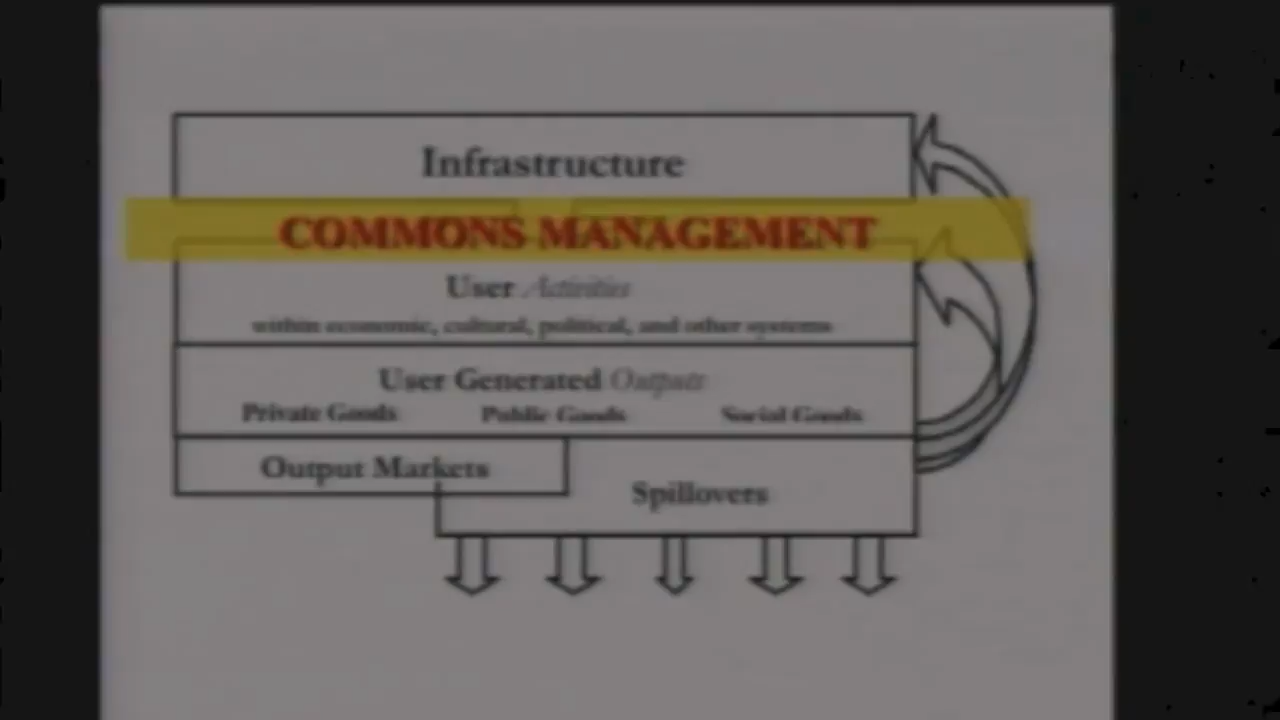 Infrastructure
COMMONS MANAGEMENT
User Activities
within economic, cultural, political, and other systems
User Generated Outputs
Private Goods Public Goods Social Goods
Output Markets
Spillovers